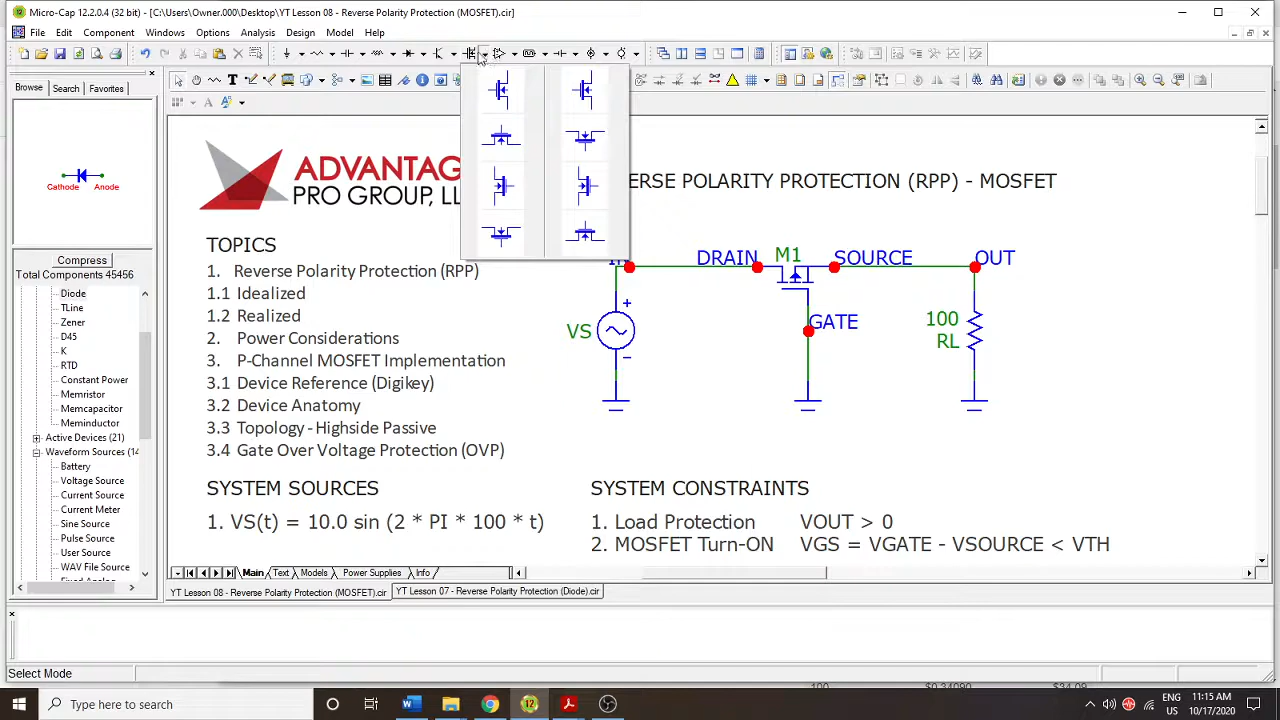 Micro-Cap 12.2.0.4 (32 bit) - [C:\Users\Owner.000\Desktop\YT Lesson 08 - Reverse Polarity Protection (MOSFET).cir]
File Edit Component Windows Options Analysis Design Model Help
Browse Search Favorites
Cathode Anode
Compress
Total Components 45456
Diode
TLine
Zener
D45
K
RTD
Constant Power
Memristor
Memcapacitor
Meminductor
Active Devices (21)
Waveform Sources (14
Battery
Voltage Source
Current Source
Current Meter
Sine Source
Pulse Source
User Source
WAV File Source
ADVANTAG
PRO GROUP, LL
ERSE POLARITY PROTECTION (RPP) - MOSFET
TOPICS
1. Reverse Polarity Protection (RPP)
1.1 Idealized
1.2 Realized
2. Power Considerations
3. P-Channel MOSFET Implementation
3.1 Device Reference (Digikey)
3.2 Device Anatomy
3.3 Topology - Highside Passive
3.4 Gate Over Voltage Protection (OVP)
DRAIN M1 SOURCE OUT
+
VS
-
GATE
100
RL
SYSTEM SOURCES
1. VS(t) = 10.0 sin (2 * PI * 100 * t)
SYSTEM CONSTRAINTS
1. Load Protection VOUT > 0
2. MOSFET Turn-ON VGS = VGATE - VSOURCE < VTH
Main Text Models Power Supplies Info
YT Lesson 08 - Reverse Polarity Protection (MOSFET).cir YT Lesson 07 - Reverse Polarity Protection (Diode).cir
Select Mode
Type here to search
ENG
US
11:15 AM
10/17/2020